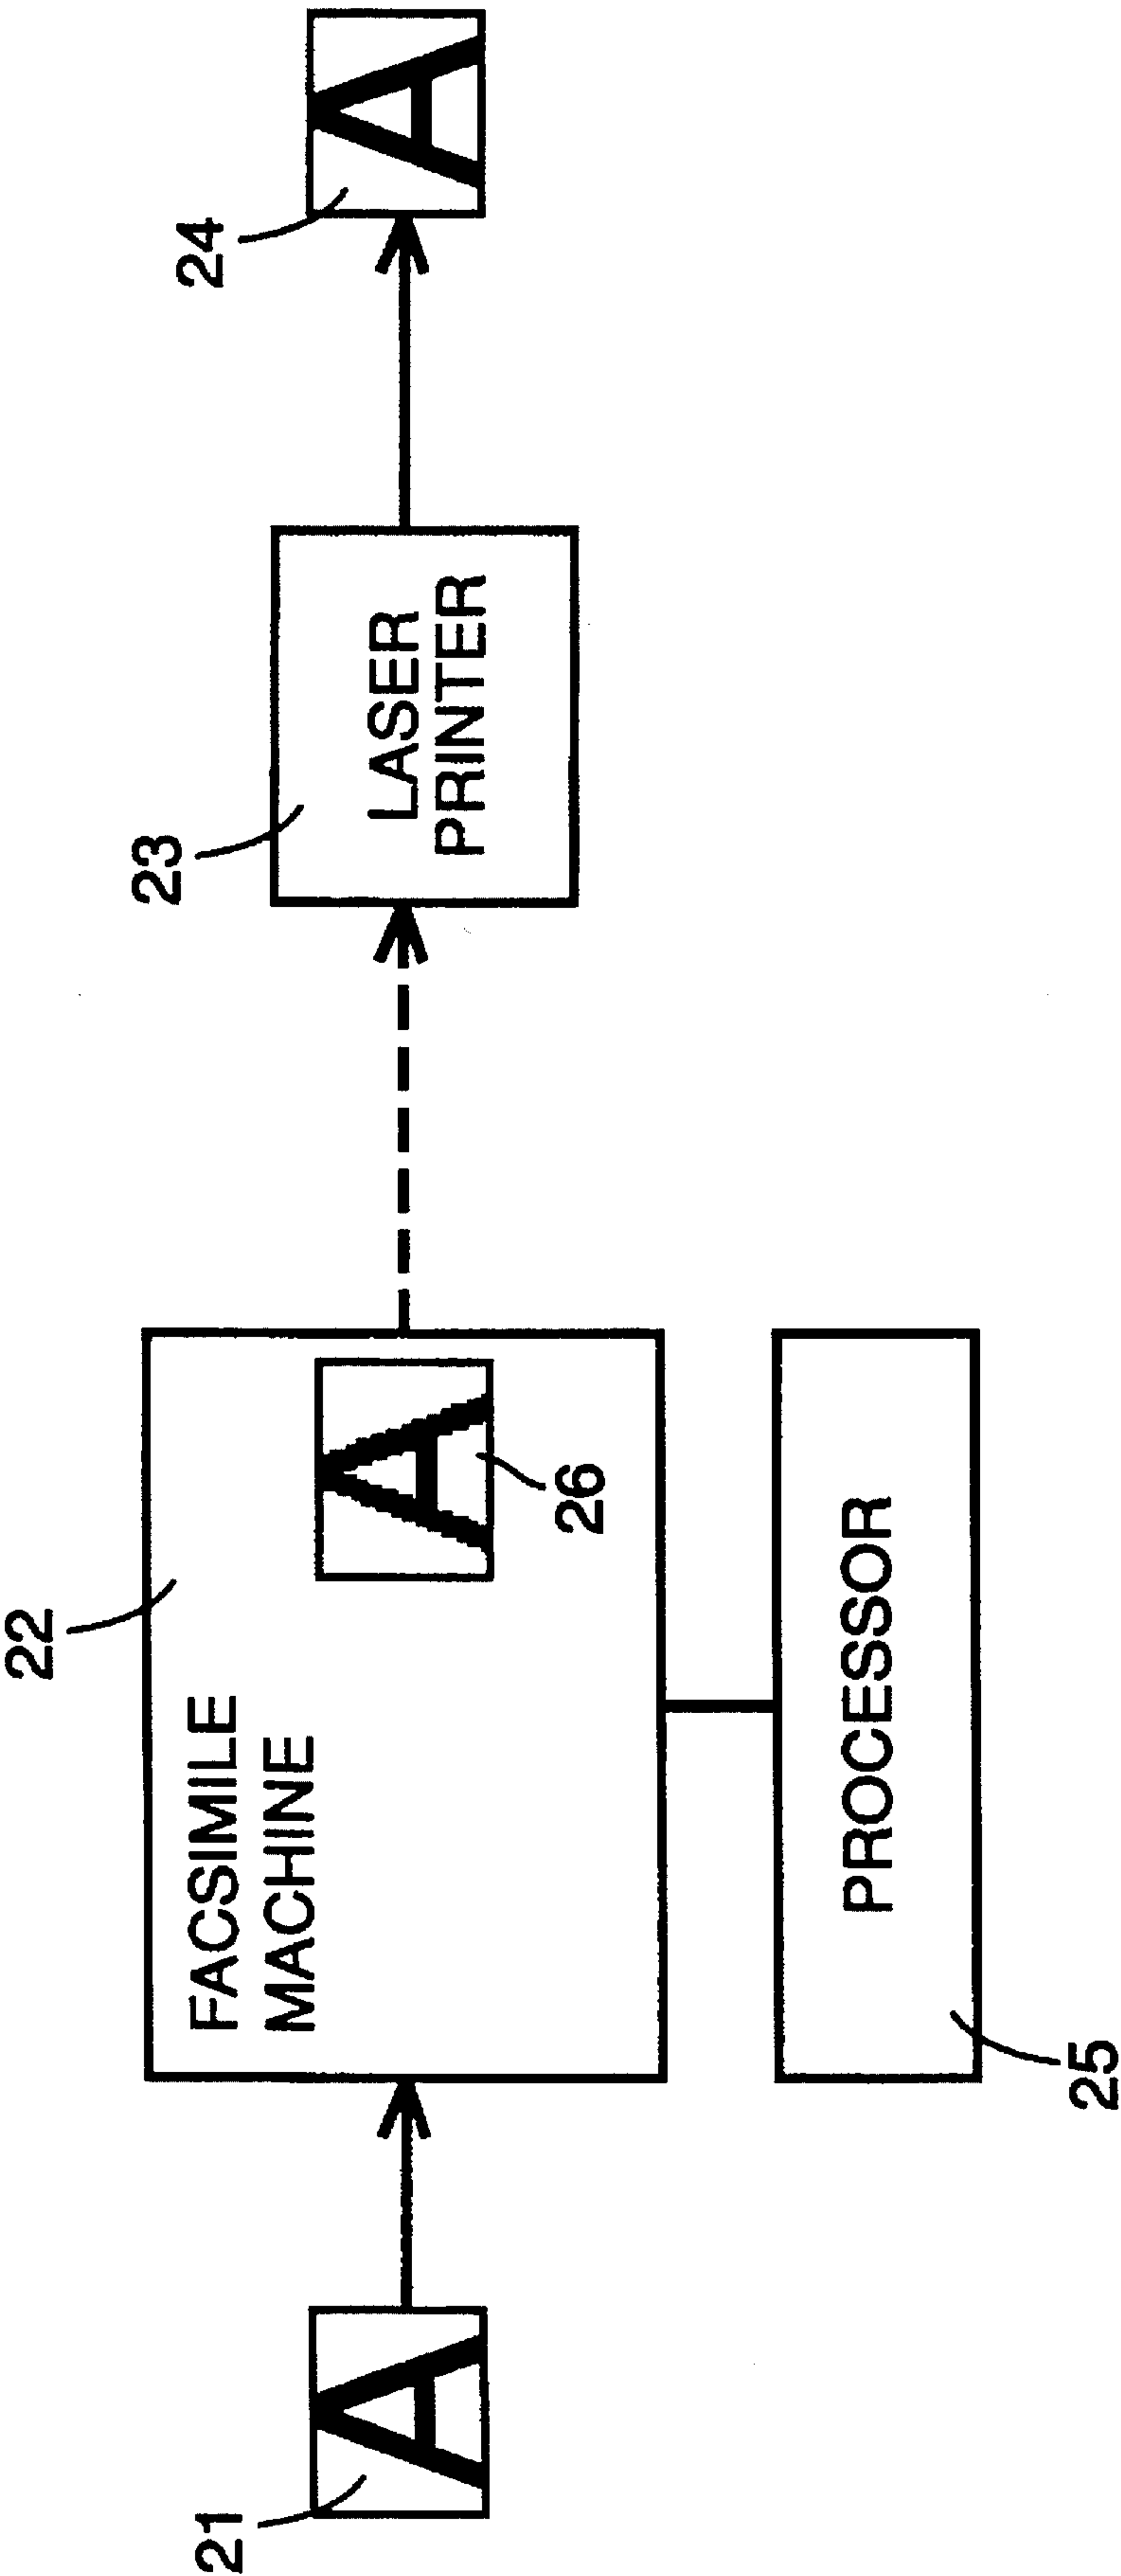 21
A
22
FACSIMILE
MACHINE
A
26
PROCESSOR
25
23
LASER
PRINTER
24
A